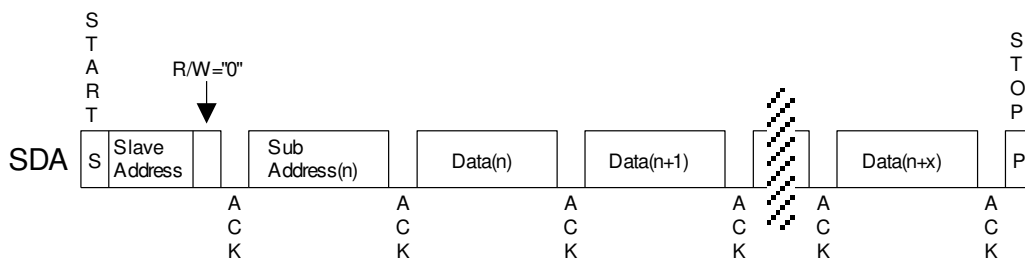 START
STOP
R/W="0"
SDA
S
Slave
Address
Sub
Address(n)
Data(n)
Data(n+1)
Data(n+x)
P
ACK
ACK
ACK
ACK
ACK
ACK